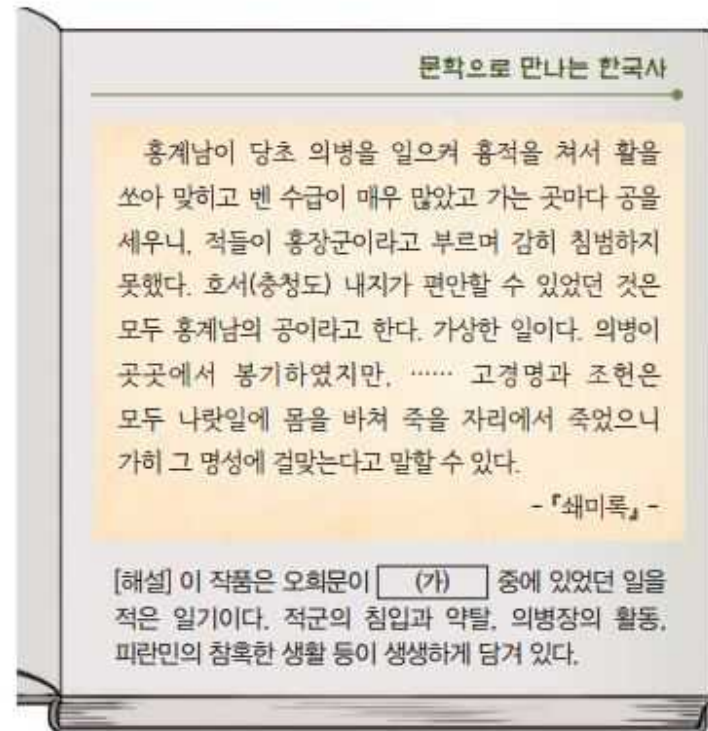 문학으로 만나는 한국사
홍계남이 당초 의병을 일으켜 흉적을 쳐서 활을
쏘아 맞히고 벤 수급이 매우 많았고 가는 곳마다 공을
세우니, 적들이 홍장군이라고 부르며 감히 침범하지
못했다. 호서(충청도) 내지가 편안할 수 있었던 것은
모두 홍계남의 공이라고 한다. 가상한 일이다. 의병이
곳곳에서 봉기하였지만, …… 고경명과 조헌은
모두 나랏일에 몸을 바쳐 죽을 자리에서 죽었으니
가히 그 명성에 걸맞는다고 말할 수 있다.
- 『쇄미록』 -
[해설] 이 작품은 오희문이 (가) 중에 있었던 일을
적은 일기이다. 적군의 침입과 약탈, 의병장의 활동,
피란민의 참혹한 생활 등이 생생하게 담겨 있다.